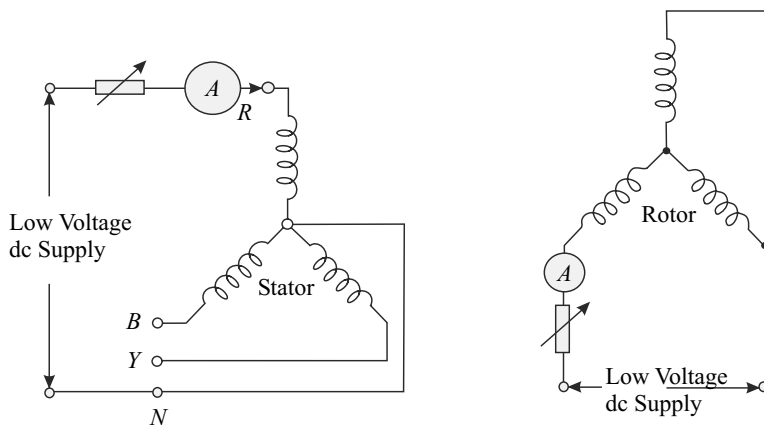 A
R
Low Voltage
dc Supply
Stator
B
Y
N
Rotor
A
Low Voltage
dc Supply